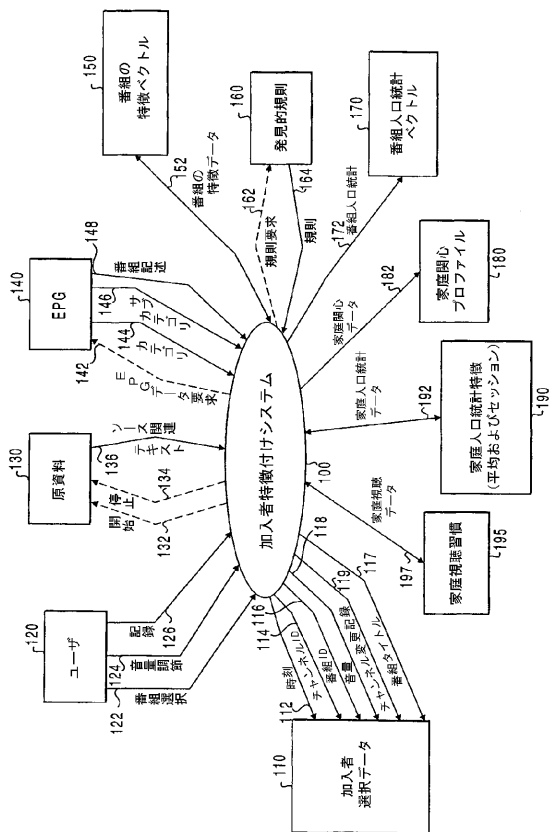 120
ユーザ
122
番組選択
124
音量調節
126
記録
130
原資料
132
開始
134
停止
136
ソース関連
テキスト
140
EPG
142
EPGデータ要求
144
カテゴリ
146
サブカテゴリ
148
番組記述
150
番組の
特徴ベクトル
152
番組の
特徴データ
160
発見的規則
162
規則要求
164
規則
170
番組人口統計
ベクトル
172
番組人口統計
加入者特徴付けシステム
100
110
加入者
選択データ
112
時刻
114
チャンネルID
116
番組ID
118
音量
119
チャンネル変更記録
117
番組タイトル
180
家庭関心
プロファイル
182
家庭関心
データ
190
家庭人口統計特徴
(平均およびセッション)
192
家庭人口統計
データ
195
家庭視聴習慣
197
家庭視聴
データ